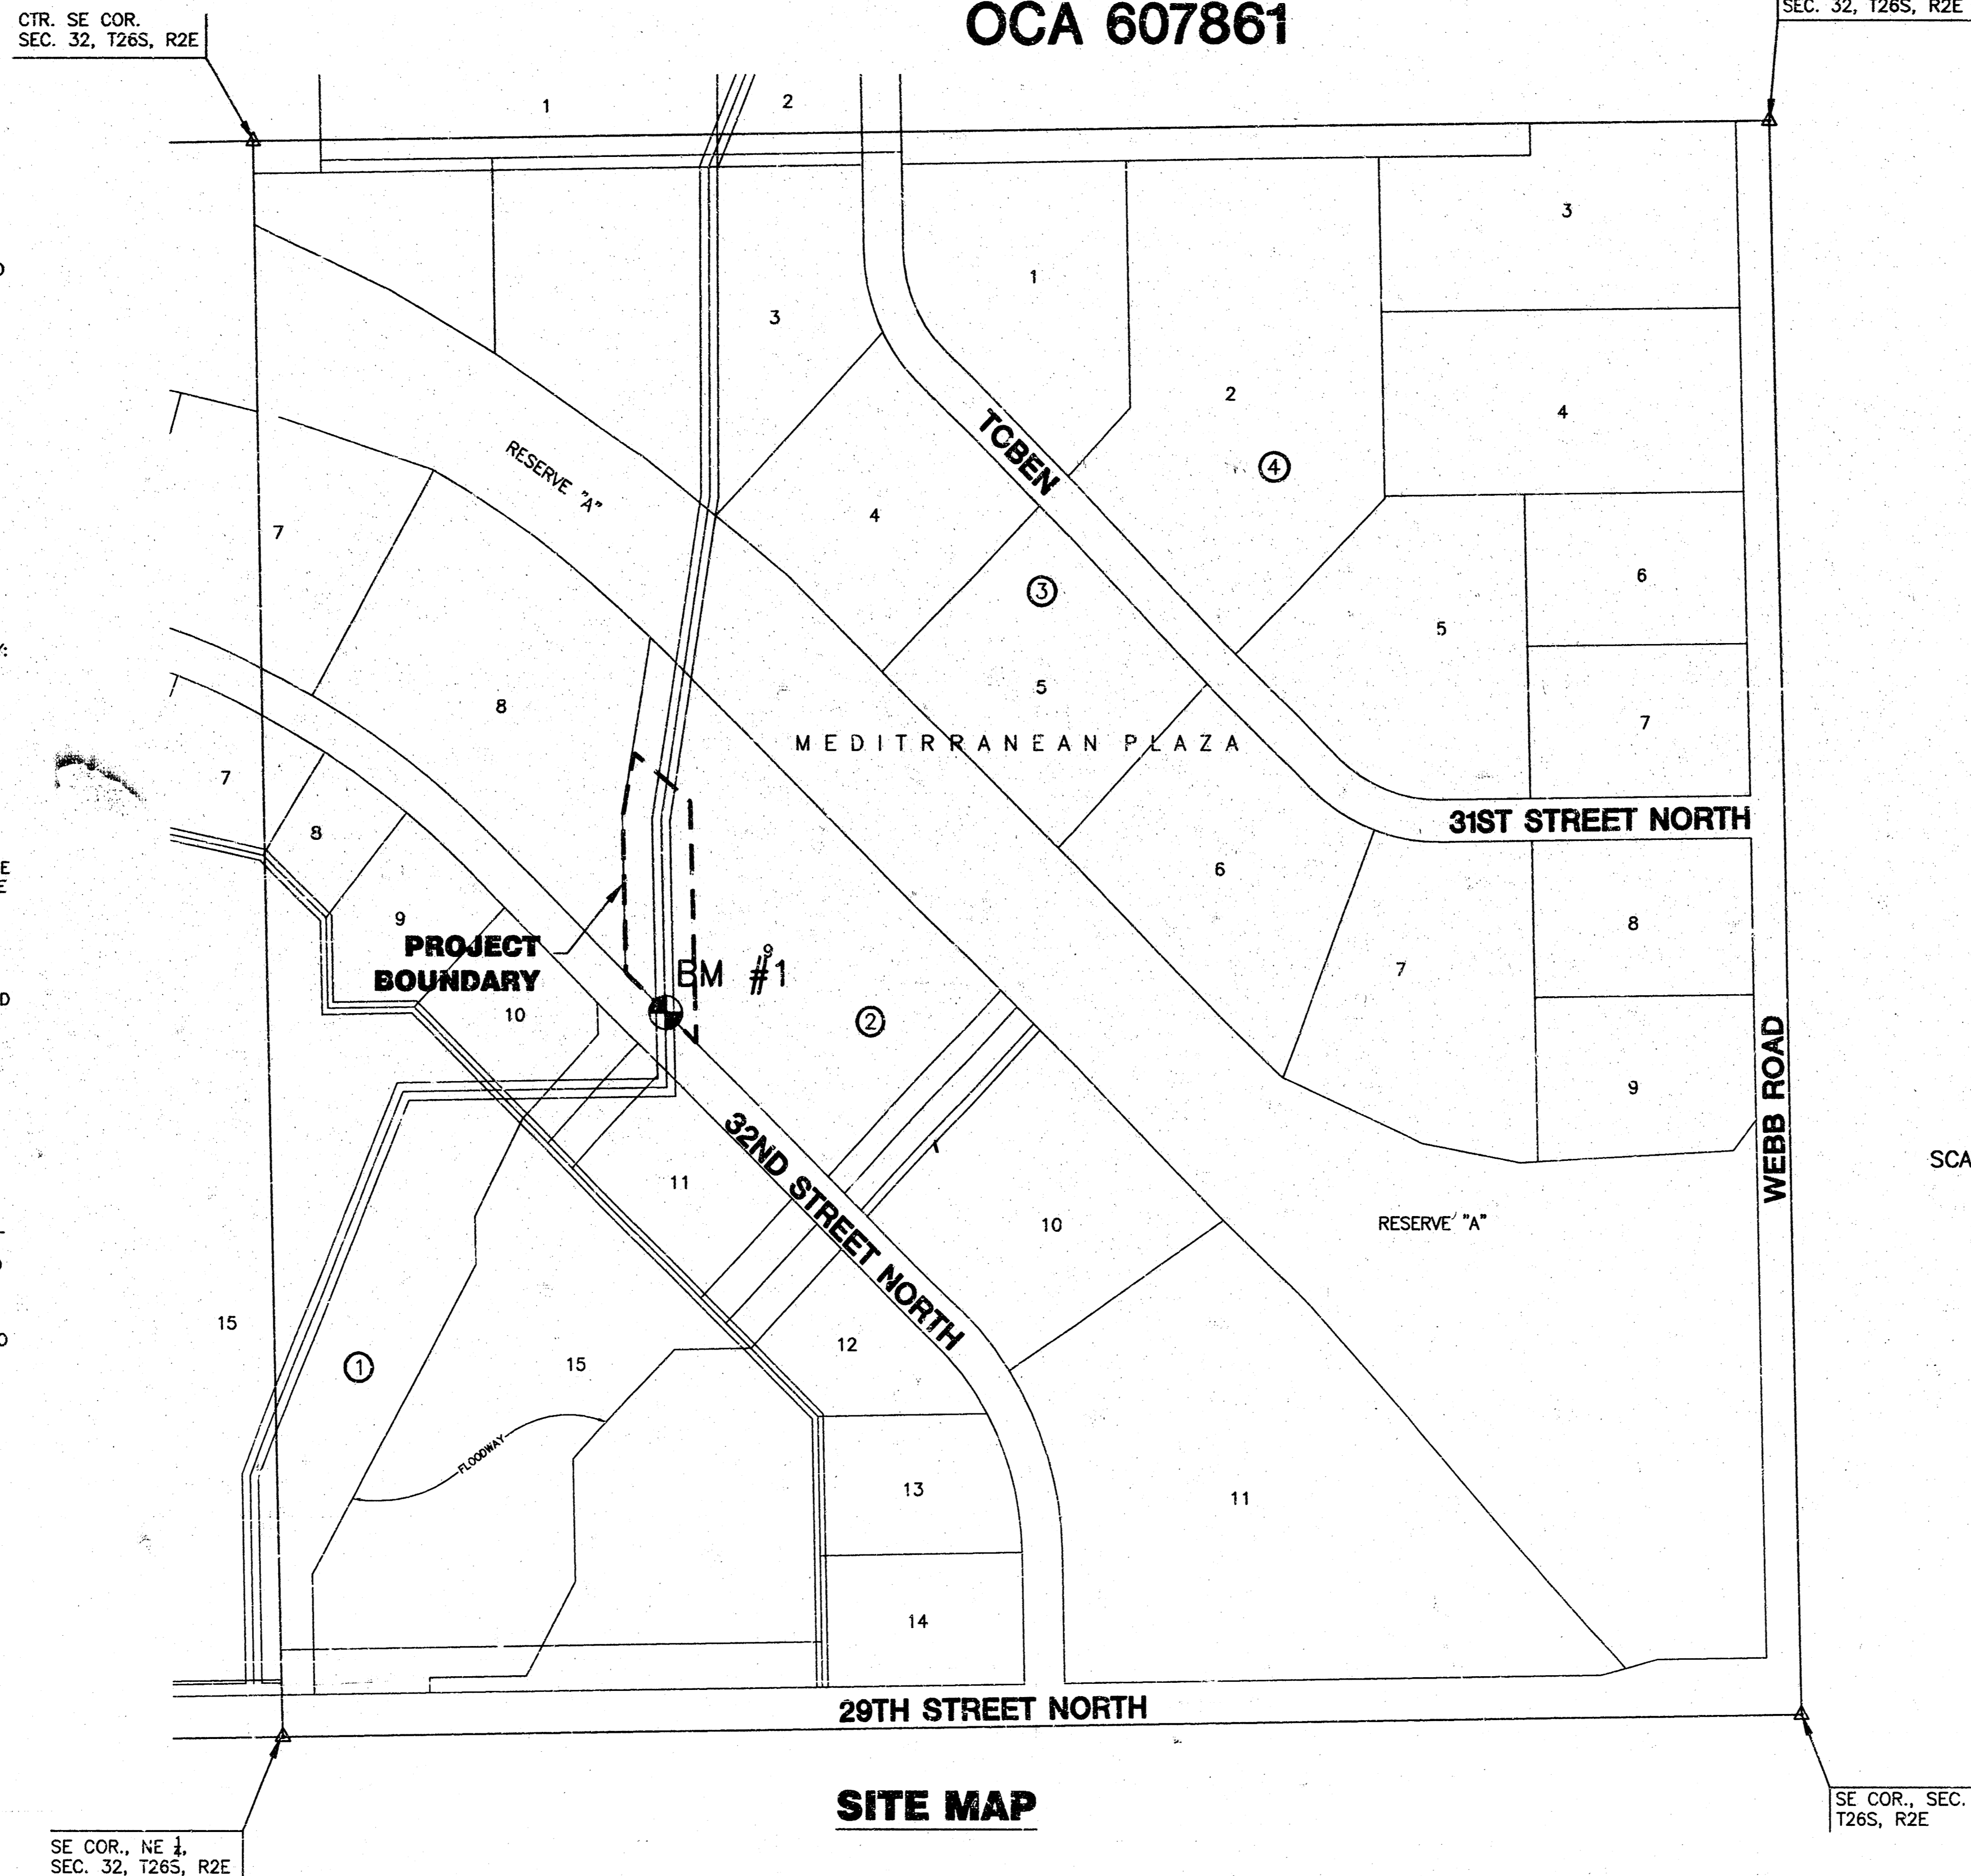 OCA 607861
CTR. SE COR.
SEC. 32, T26S, R2E
SEC. 32, T26S, R2E
1
2
3
1
3
2
4
TOBEN
4
RESERVE "A"
7
4
3
6
5
8
5
7
MEDITRRANEAN PLAZA
7
8
31ST STREET NORTH
6
9
8
PROJECT
BOUNDARY
BM #1
9
7
10
2
9
WEBB ROAD
11
32ND STREET NORTH
10
RESERVE "A"
SCA
15
1
15
12
FLOODWAY
13
11
14
29TH STREET NORTH
SITE MAP
SE COR., NE ¼,
SEC. 32, T26S, R2E
SE COR., SEC.
T26S, R2E